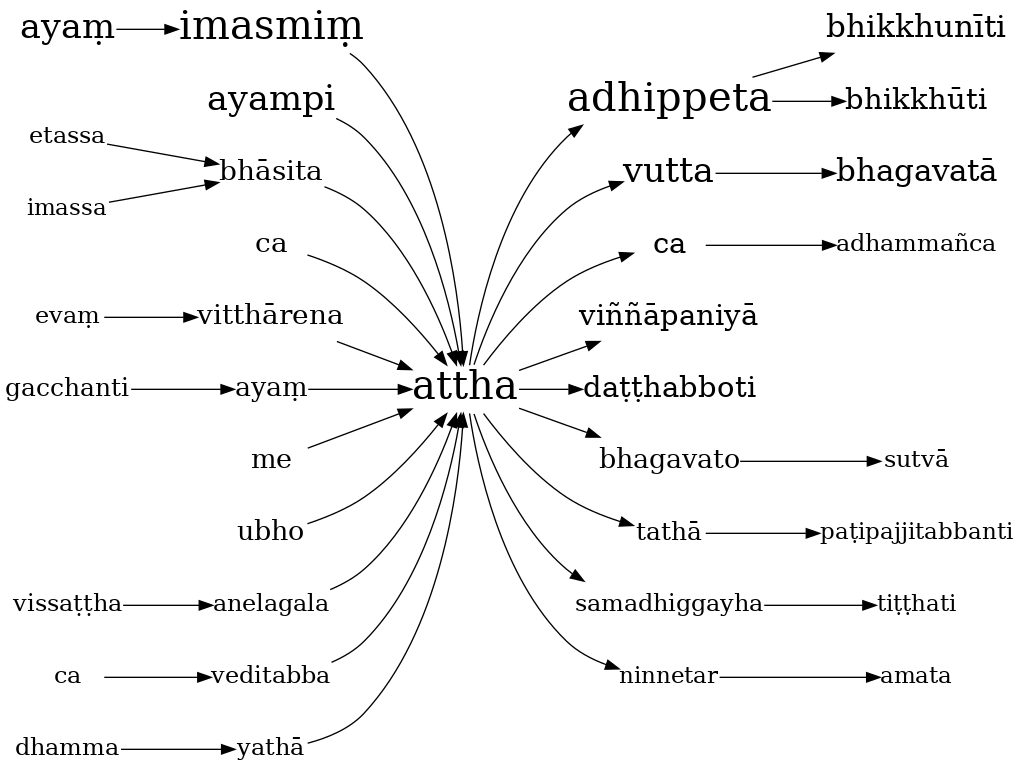 ayaṃ imasmiṃ bhikkhunīti
ayampi adhippeta bhikkhūti
etassa
bhāsita vutta bhagavatā
imassa
ca ca adhammañca
evaṃ vitthārena viññāpaniyā
gacchanti ayaṃ attha daṭṭhabboti
me bhagavato sutvā
ubho tathā paṭipajjitabbanti
vissaṭṭha anelagala samadhiggayha tiṭṭhati
ca veditabba ninnetar amata
dhamma yathā